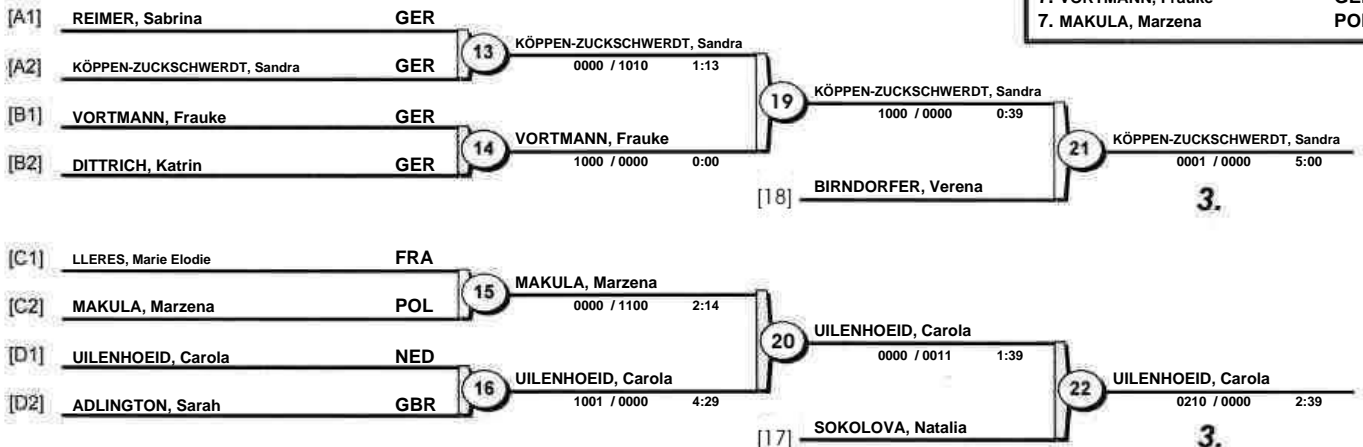 [A1] REIMER, Sabrina GER
7. MAKULA, Marzena POL
13 KÖPPEN-ZUCKSCHWERDT, Sandra
[A2] KÖPPEN-ZUCKSCHWERDT, Sandra GER
0000 / 1010 1:13
19 KÖPPEN-ZUCKSCHWERDT, Sandra
1000 / 0000 0:39
[B1] VORTMANN, Frauke GER
14 VORTMANN, Frauke
1000 / 0000 0:00
21 KÖPPEN-ZUCKSCHWERDT, Sandra
0001 / 0000 5:00
[B2] DITTRICH, Katrin GER
[18] BIRNDORFER, Verena
3.
[C1] LLERES, Marie Elodie FRA
15 MAKULA, Marzena
0000 / 1100 2:14
[C2] MAKULA, Marzena POL
20 UILENHOEID, Carola
0000 / 0011 1:39
[D1] UILENHOEID, Carola NED
16 UILENHOEID, Carola
1001 / 0000 4:29
22 UILENHOEID, Carola
0210 / 0000 2:39
[D2] ADLINGTON, Sarah GBR
[17] SOKOLOVA, Natalia
3.